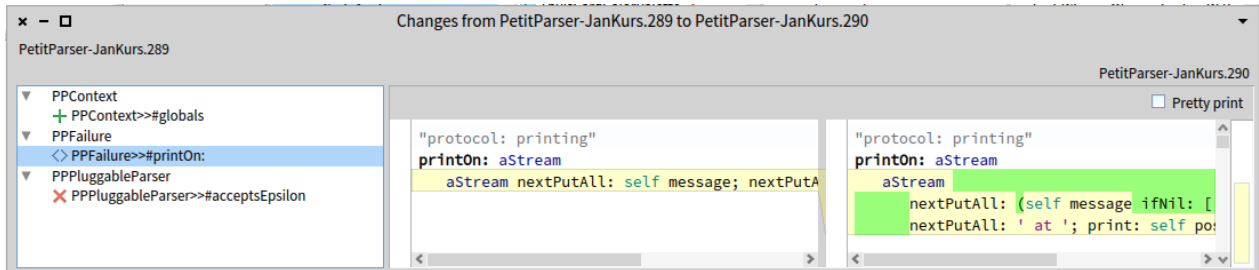 Changes from PetitParser-JanKurs.289 to PetitParser-JanKurs.290
PetitParser-JanKurs.289
PetitParser-JanKurs.290
PPContext
PPContext>>#globals
PPFailure
PPFailure>>#printOn:
PPPluggableParser
PPPluggableParser>>#acceptsEpsilon
Pretty print
"protocol: printing"
printOn: aStream
aStream nextPutAll: self message; nextPutA
"protocol: printing"
printOn: aStream
aStream
nextPutAll: (self message ifNil: [
nextPutAll: ' at '; print: self pos